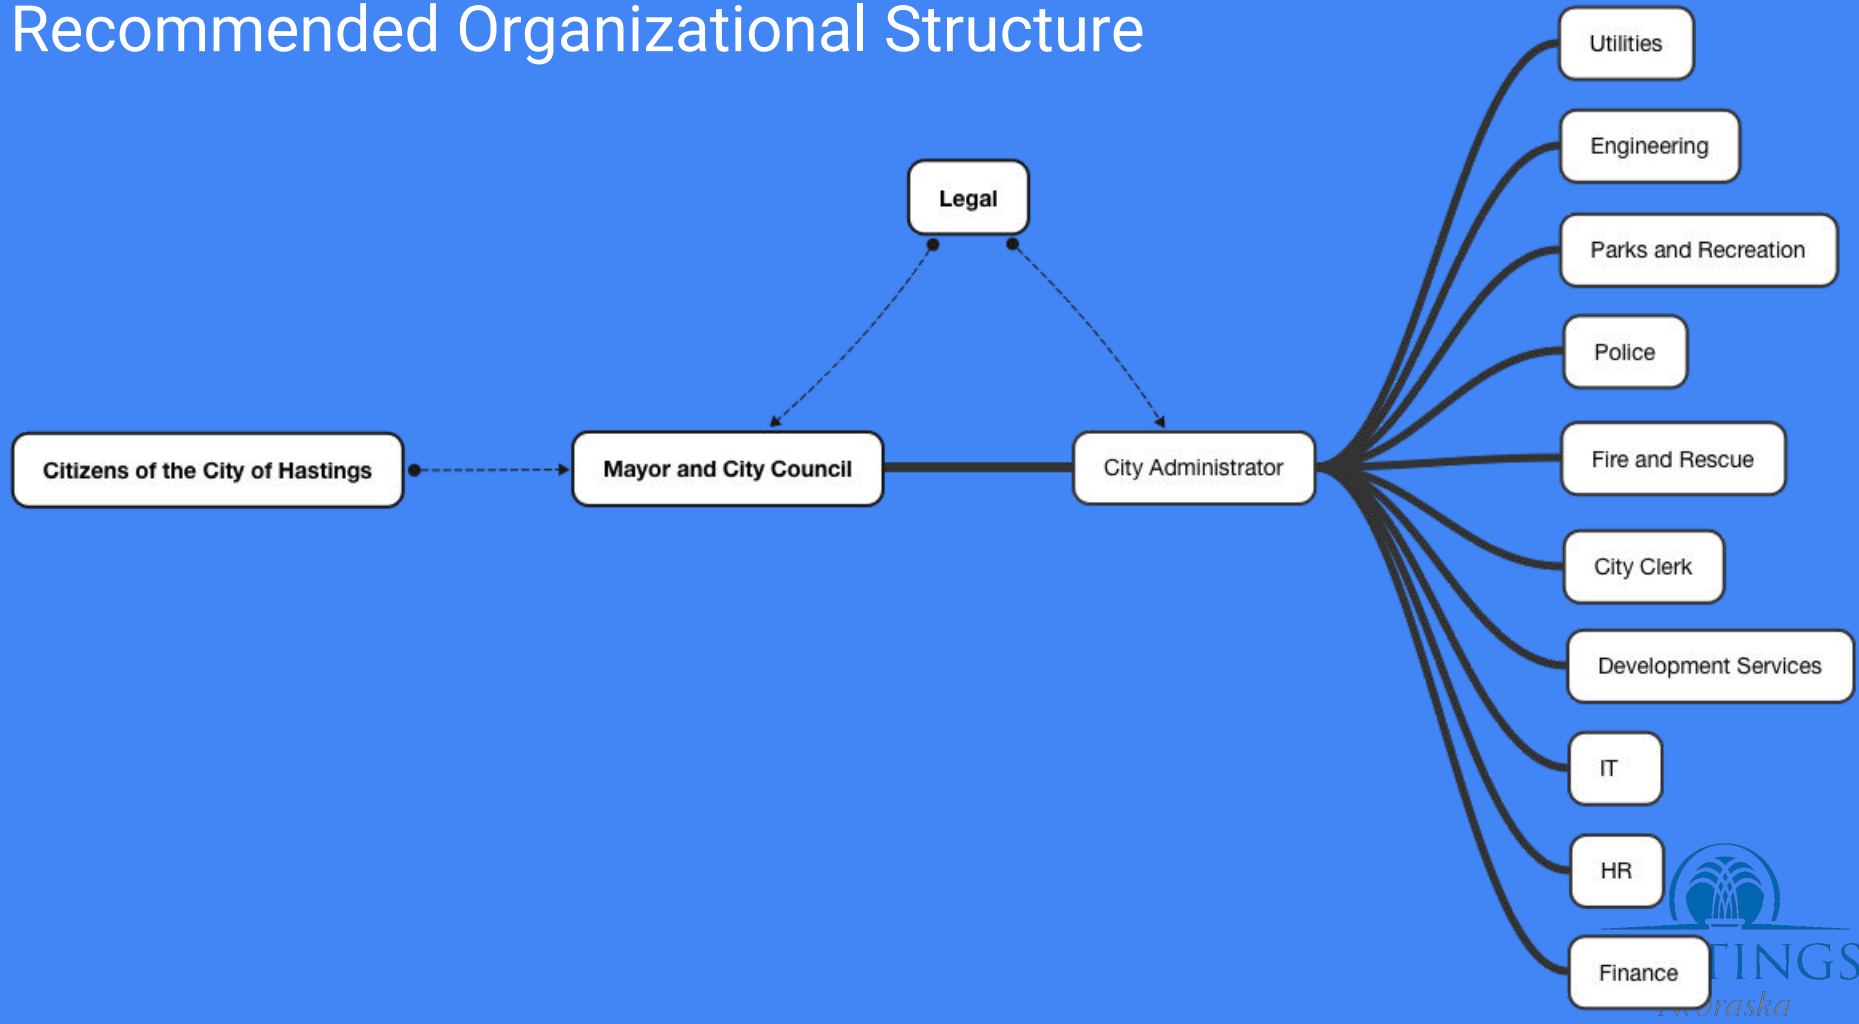 Recommended Organizational Structure
Utilities
Engineering
Legal
Parks and Recreation
Police
Citizens of the City of Hastings
Mayor and City Council
City Administrator
Fire and Rescue
City Clerk
Development Services
IT
HR
Finance